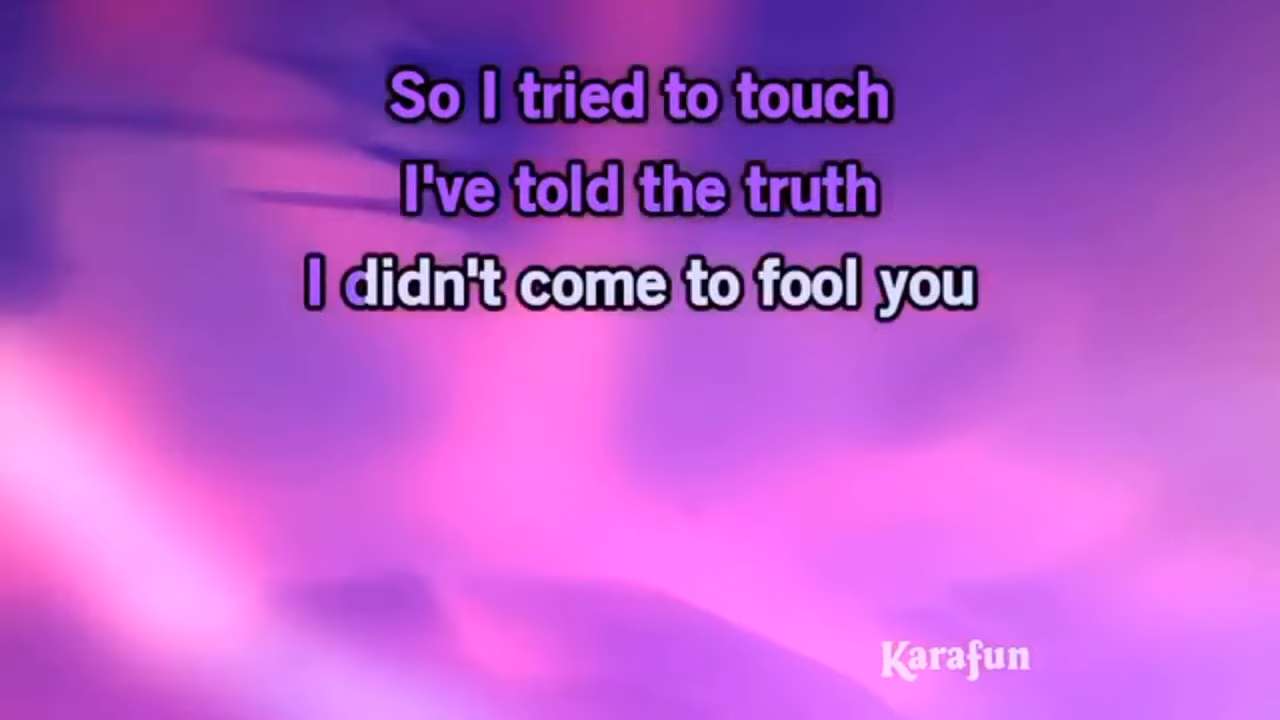 So I tried to touch
I've told the truth
I didn't come to fool you
Karafun